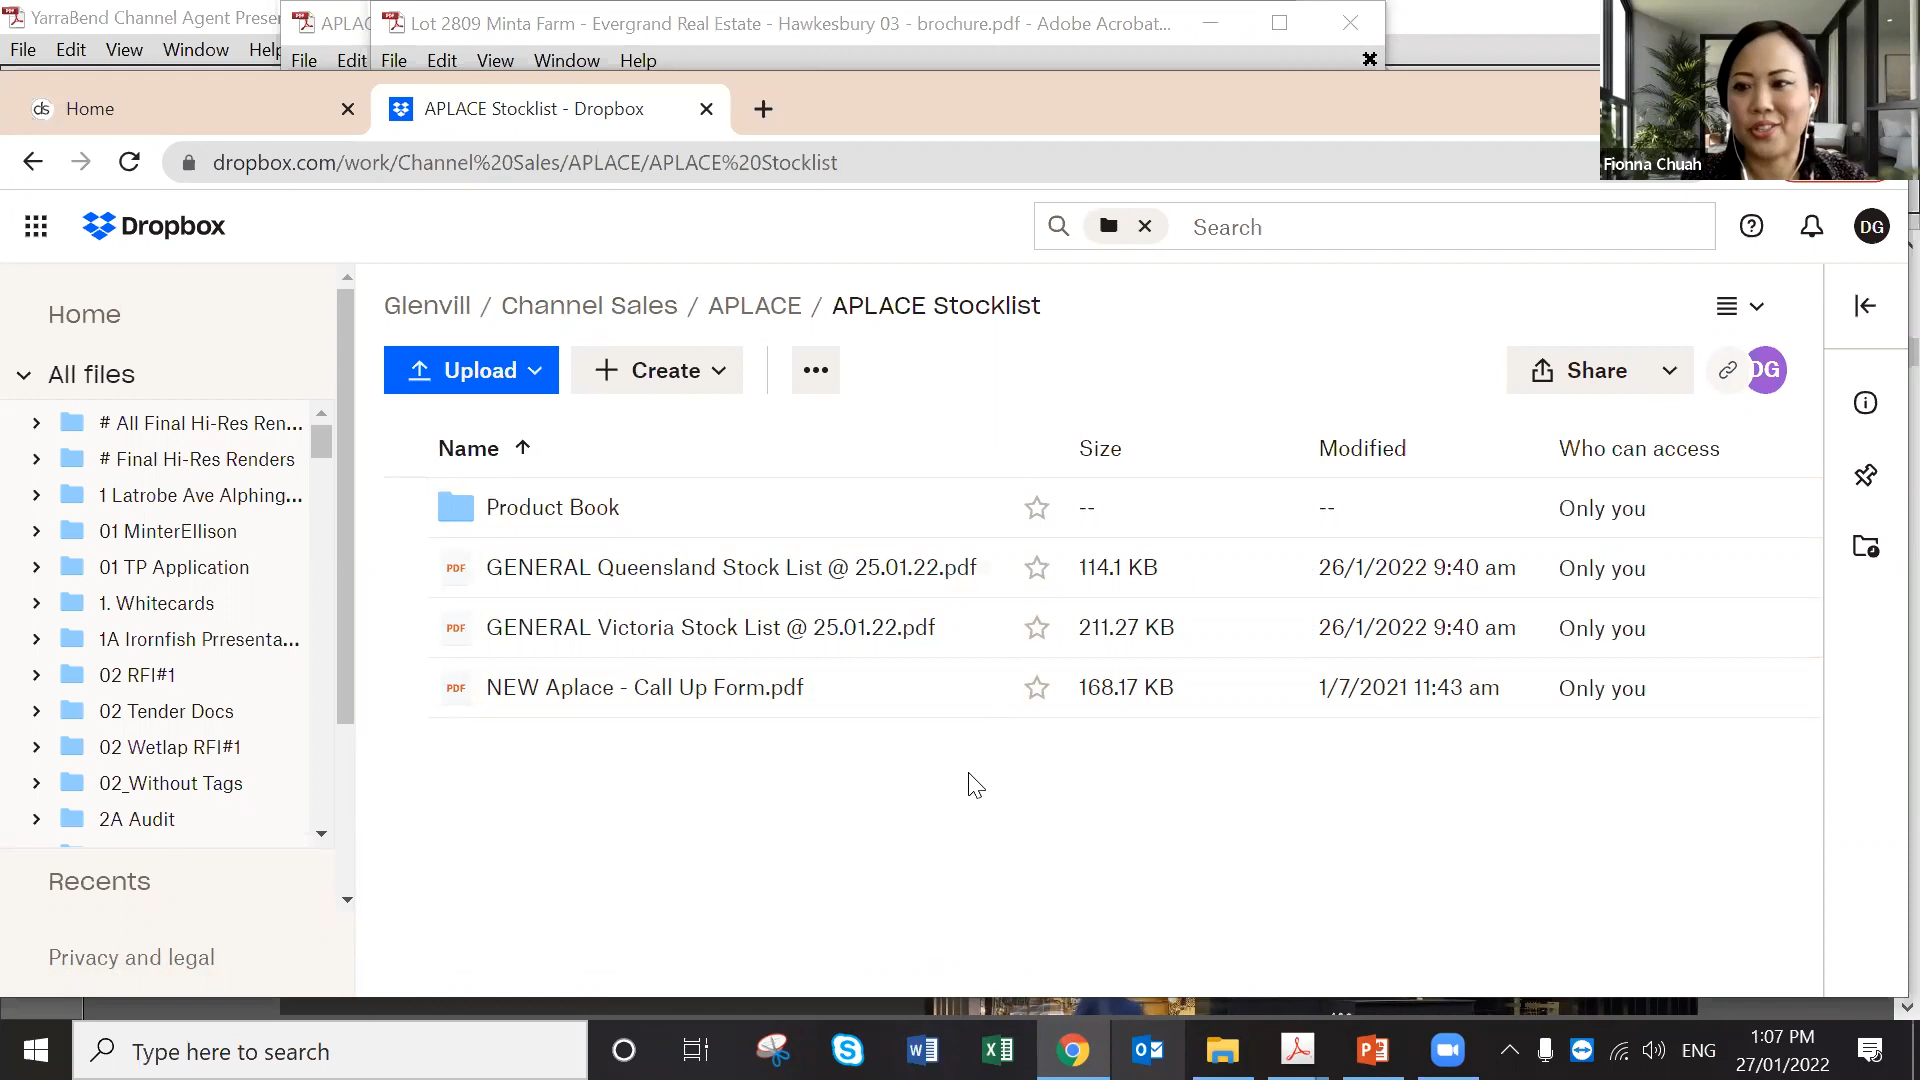 YarraBend Channel Agent Presen
APLAC
Lot 2809 Minta Farm - Evergrand Real Estate - Hawkesbury 03 - brochure.pdf - Adobe Acrobat...
File Edit View Window Help
File Edit
File Edit View Window Help
ds Home
APLACE Stocklist - Dropbox
dropbox.com/work/Channel%20Sales/APLACE/APLACE%20Stocklist
Fionna Chuah
Dropbox
Search
DG
Home
All files
# All Final Hi-Res Ren...
# Final Hi-Res Renders
1 Latrobe Ave Alphing...
01 MinterEllison
01 TP Application
1. Whitecards
1A Irornfish Prresenta...
02 RFI#1
02 Tender Docs
02 Wetlap RFI#1
02_Without Tags
2A Audit
Recents
Privacy and legal
Glenvill / Channel Sales / APLACE / APLACE Stocklist
Upload
Create
Share
DG
Name Size Modified Who can access
Product Book -- -- Only you
PDF GENERAL Queensland Stock List @ 25.01.22.pdf 114.1 KB 26/1/2022 9:40 am Only you
PDF GENERAL Victoria Stock List @ 25.01.22.pdf 211.27 KB 26/1/2022 9:40 am Only you
PDF NEW Aplace - Call Up Form.pdf 168.17 KB 1/7/2021 11:43 am Only you
Type here to search
ENG
1:07 PM
27/01/2022